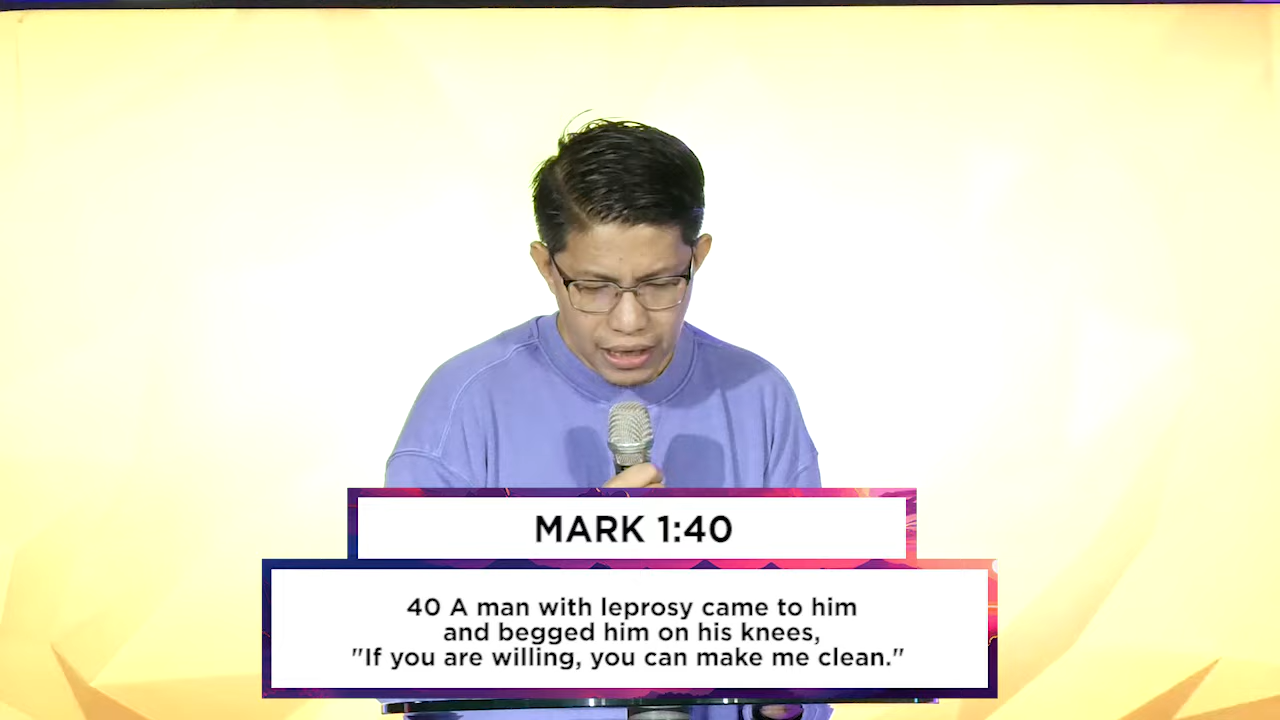 MARK 1:40
40 A man with leprosy came to him
and begged him on his knees,
"If you are willing, you can make me clean."